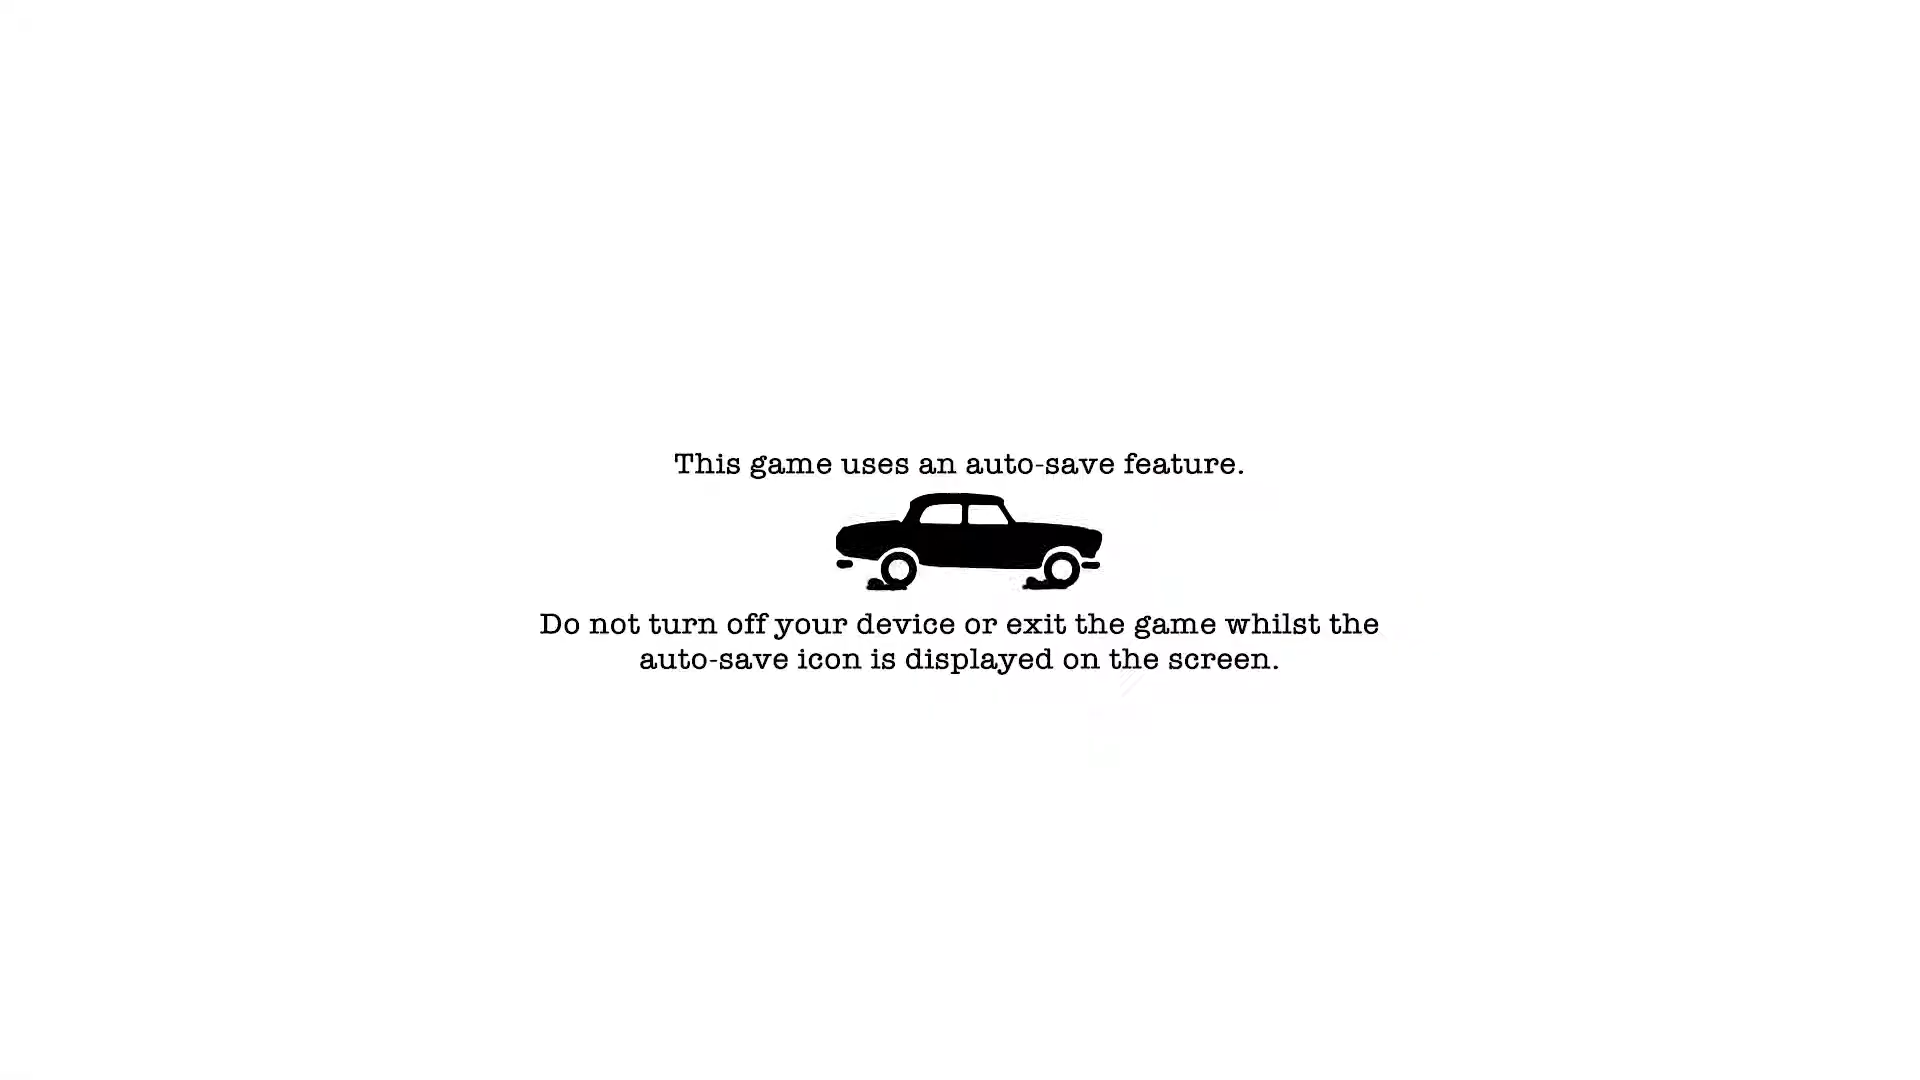 This game uses an auto-save feature.
Do not turn off your device or exit the game whilst the
auto-save icon is displayed on the screen.